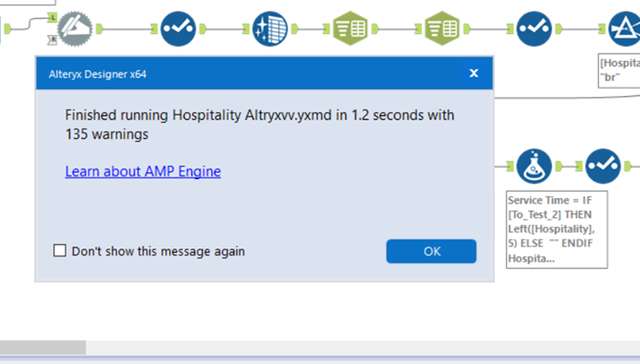 L
R
[Hospita
"br"
Alteryx Designer x64
x
Finished running Hospitality Altryxvv.yxmd in 1.2 seconds with
135 warnings
Learn about AMP Engine
Don't show this message again
OK
Service Time = IF
[To_Test_2] THEN
Left([Hospitality],
5) ELSE "" ENDIF
Hospita...